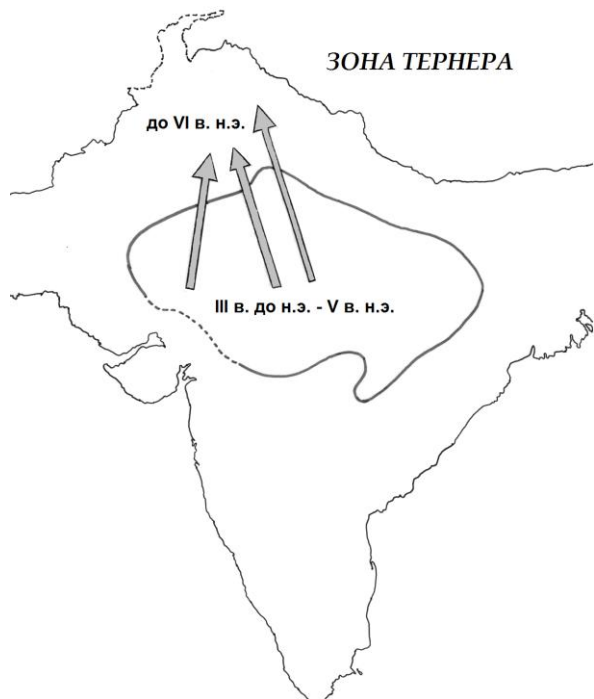 ЗОНА ТЕРНЕРА
до VI в. н.э.
III в. до н.э. - V в. н.э.